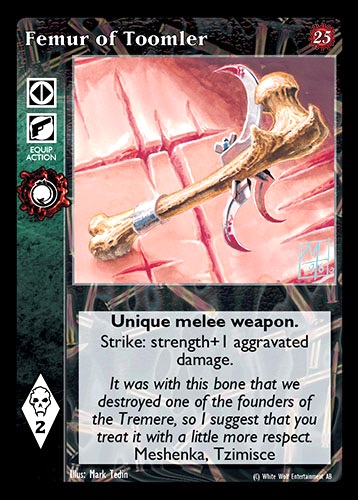 Femur of Toomler
25
EQUIP
ACTION
Unique melee weapon.
Strike: strength+1 aggravated
damage.
It was with this bone that we
destroyed one of the founders of
the Tremere, so I suggest that you
treat it with a little more respect.
Meshenka, Tzimisce
2
Illus: Mark Tedin
(C) White Wolf Entertainment AB